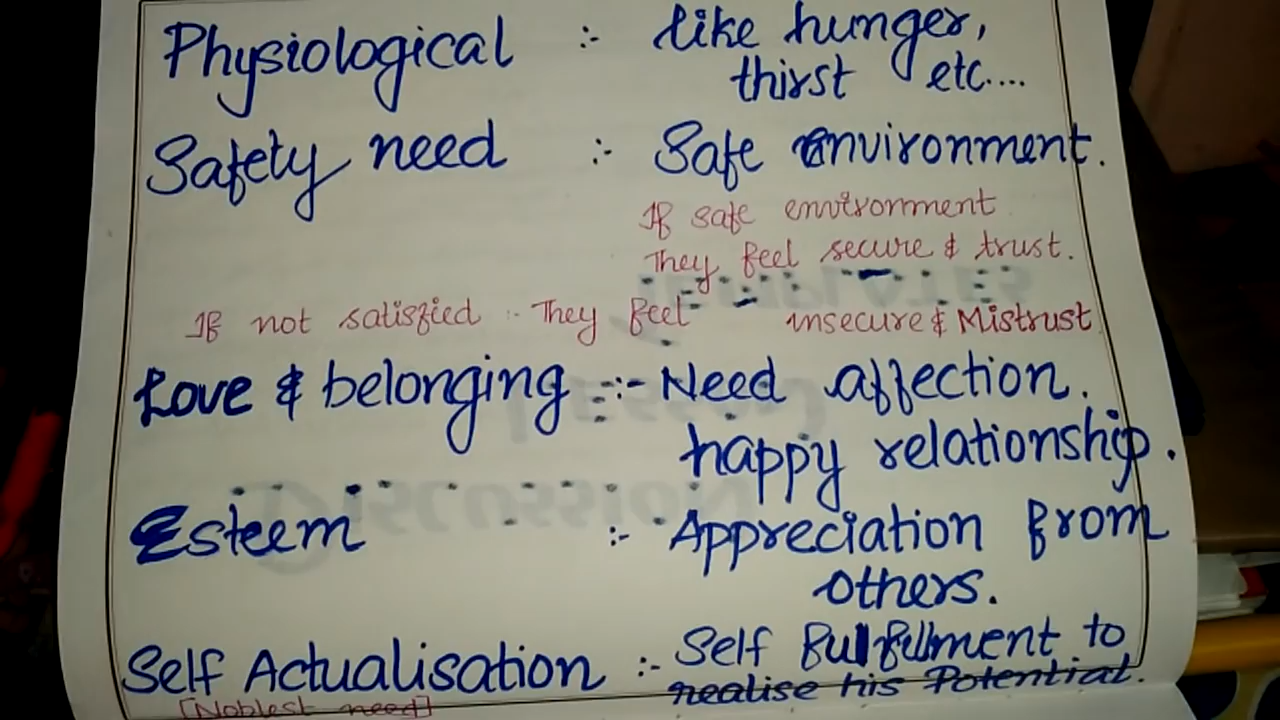 Physiological :- like hunger,
thirst etc....
Safety need :- Safe environment.
If safe environment
They feel secure & trust.
If not satisfied :- They feel insecure & Mistrust
Love & belonging :- Need affection.
happy relationship.
Esteem :- Appreciation from
others.
Self Actualisation :- Self fulfillment to
realise his Potential.
[Noblest need]